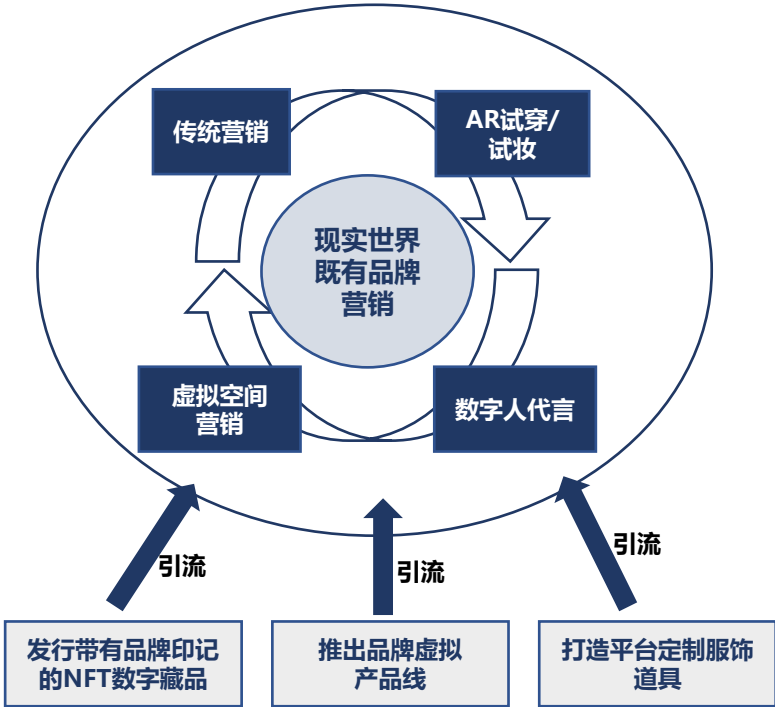 传统营销
AR试穿/
试妆
现实世界
既有品牌
营销
虚拟空间
营销
数字人代言
引流
引流
引流
发行带有品牌印记
的NFT数字藏品
推出品牌虚拟
产品线
打造平台定制服饰
道具